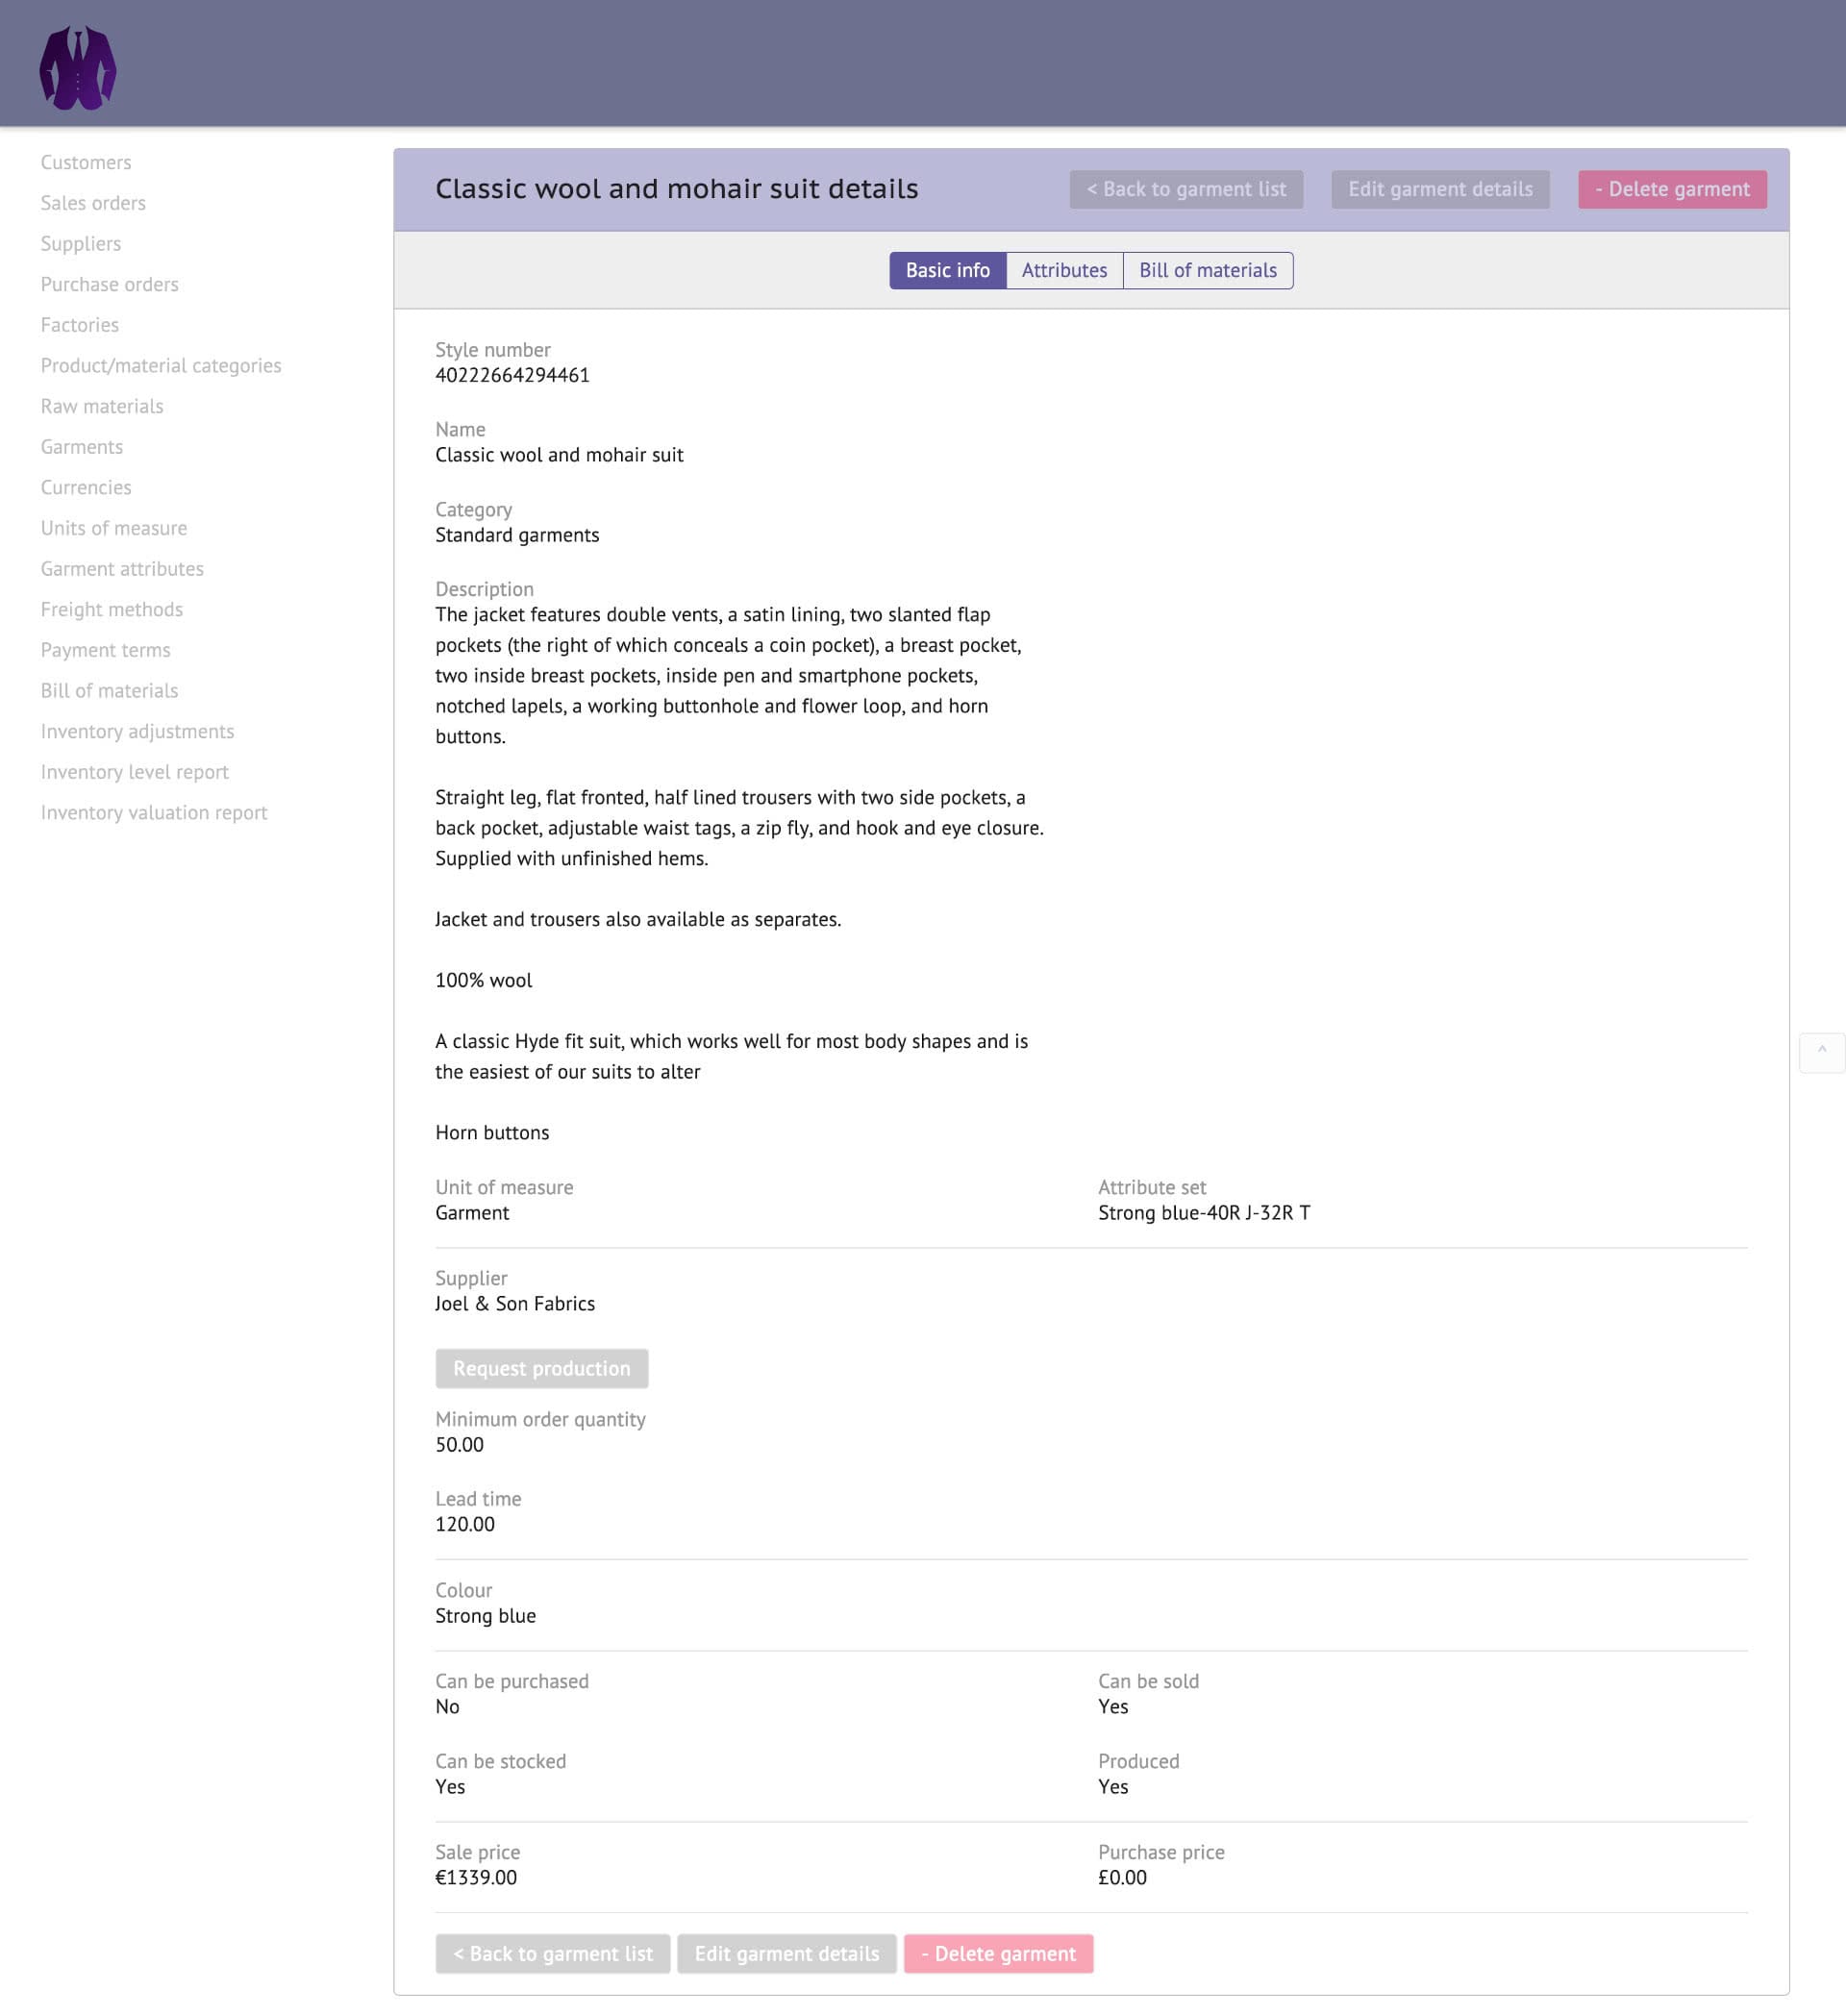 Customers
Sales orders
Suppliers
Purchase orders
Factories
Product/material categories
Raw materials
Garments
Currencies
Units of measure
Garment attributes
Freight methods
Payment terms
Bill of materials
Inventory adjustments
Inventory level report
Inventory valuation report
Classic wool and mohair suit details
< Back to garment list
Edit garment details
- Delete garment
Basic info
Attributes
Bill of materials
Style number
40222664294461
Name
Classic wool and mohair suit
Category
Standard garments
Description
The jacket features double vents, a satin lining, two slanted flap
pockets (the right of which conceals a coin pocket), a breast pocket,
two inside breast pockets, inside pen and smartphone pockets,
notched lapels, a working buttonhole and flower loop, and horn
buttons.
Straight leg, flat fronted, half lined trousers with two side pockets, a
back pocket, adjustable waist tags, a zip fly, and hook and eye closure.
Supplied with unfinished hems.
Jacket and trousers also available as separates.
100% wool
A classic Hyde fit suit, which works well for most body shapes and is
the easiest of our suits to alter
Horn buttons
Unit of measure
Garment
Attribute set
Strong blue-40R J-32R T
Supplier
Joel & Son Fabrics
Request production
Minimum order quantity
50.00
Lead time
120.00
Colour
Strong blue
Can be purchased
No
Can be sold
Yes
Can be stocked
Yes
Produced
Yes
Sale price
€1339.00
Purchase price
£0.00
< Back to garment list
Edit garment details
- Delete garment
^